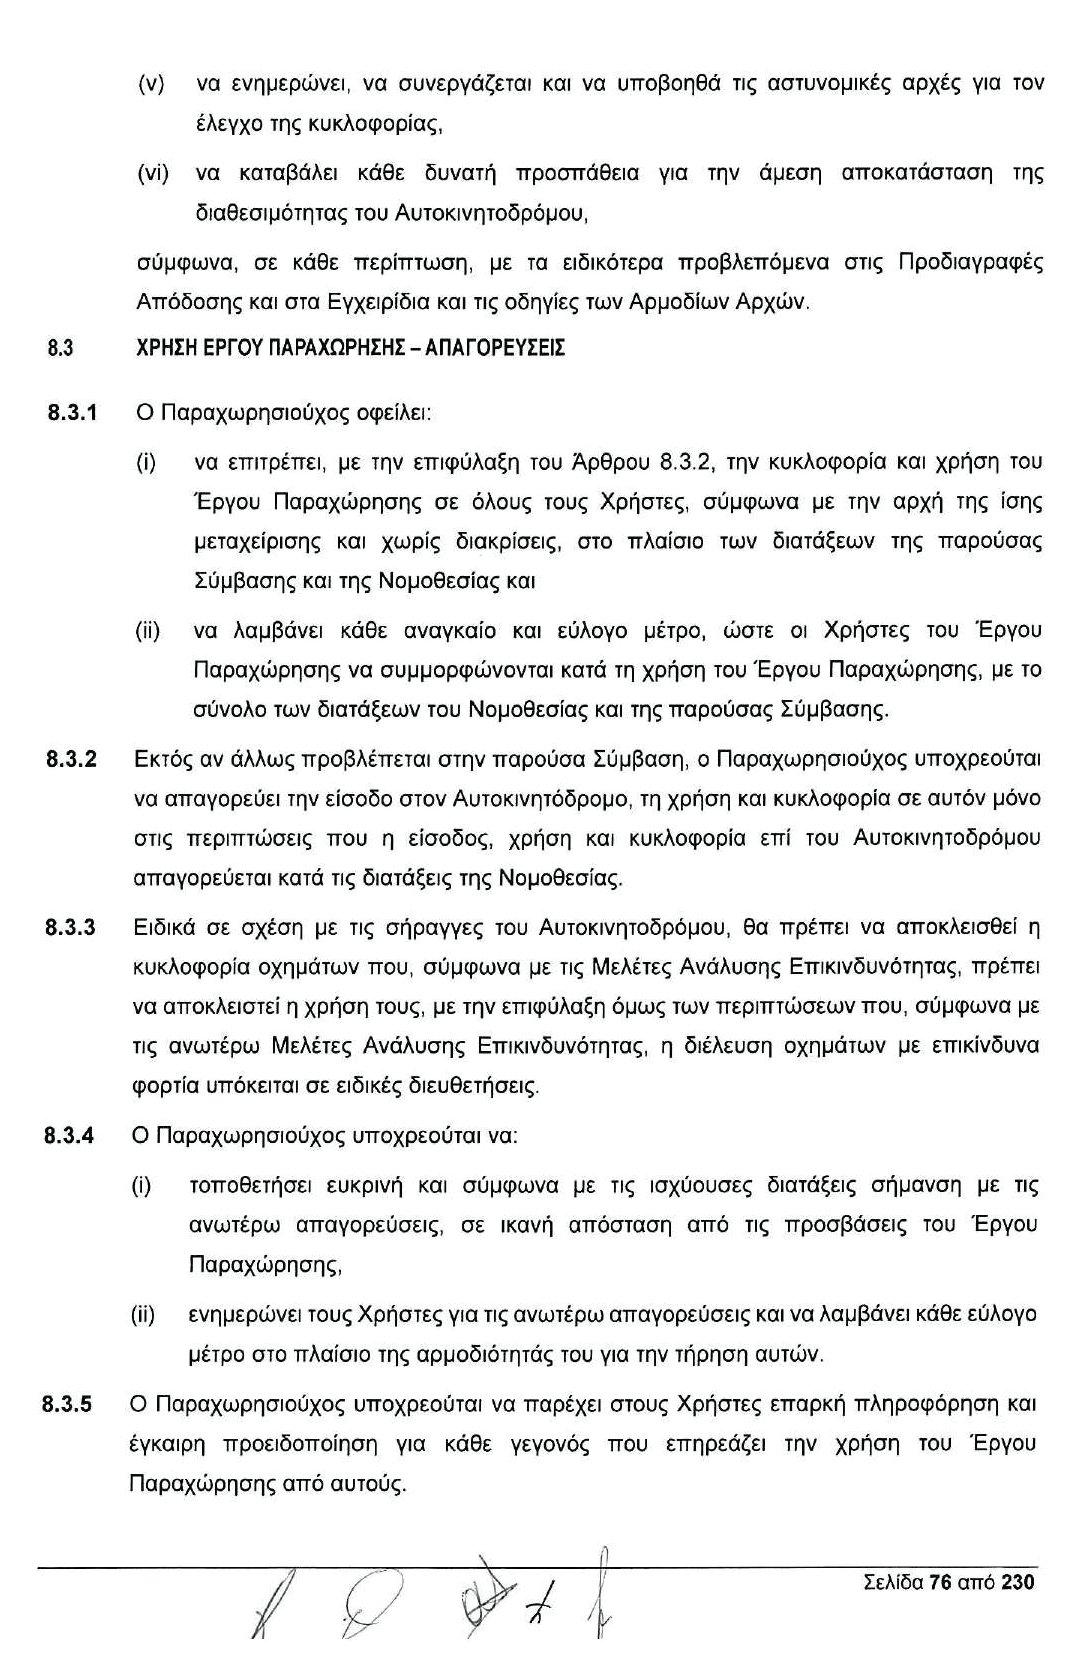 (v) να ενημερώνει, να συνεργάζεται και να υποβοηθά τις αστυνομικές αρχές για τον
έλεγχο της κυκλοφορίας,
(vi) να καταβάλει κάθε δυνατή προσπάθεια για την άμεση αποκατάσταση της
διαθεσιμότητας του Αυτοκινητοδρόμου,
σύμφωνα, σε κάθε περίπτωση, με τα ειδικότερα προβλεπόμενα στις Προδιαγραφές
Απόδοσης και στα Εγχειρίδια και τις οδηγίες των Αρμοδίων Αρχών.
8.3 ΧΡΗΣΗ ΕΡΓΟΥ ΠΑΡΑΧΩΡΗΣΗΣ – ΑΠΑΓΟΡΕΥΣΕΙΣ
8.3.1 Ο Παραχωρησιούχος οφείλει:
(i) να επιτρέπει, με την επιφύλαξη του Άρθρου 8.3.2, την κυκλοφορία και χρήση του
Έργου Παραχώρησης σε όλους τους Χρήστες, σύμφωνα με την αρχή της ίσης
μεταχείρισης και χωρίς διακρίσεις, στο πλαίσιο των διατάξεων της παρούσας
Σύμβασης και της Νομοθεσίας και
(ii) να λαμβάνει κάθε αναγκαίο και εύλογο μέτρο, ώστε οι Χρήστες του Έργου
Παραχώρησης να συμμορφώνονται κατά τη χρήση του Έργου Παραχώρησης, με το
σύνολο των διατάξεων του Νομοθεσίας και της παρούσας Σύμβασης.
8.3.2 Εκτός αν άλλως προβλέπεται στην παρούσα Σύμβαση, ο Παραχωρησιούχος υποχρεούται
να απαγορεύει την είσοδο στον Αυτοκινητόδρομο, τη χρήση και κυκλοφορία σε αυτόν μόνο
στις περιπτώσεις που η είσοδος, χρήση και κυκλοφορία επί του Αυτοκινητοδρόμου
απαγορεύεται κατά τις διατάξεις της Νομοθεσίας.
8.3.3 Ειδικά σε σχέση με τις σήραγγες του Αυτοκινητοδρόμου, θα πρέπει να αποκλεισθεί η
κυκλοφορία οχημάτων που, σύμφωνα με τις Μελέτες Ανάλυσης Επικινδυνότητας, πρέπει
να αποκλειστεί η χρήση τους, με την επιφύλαξη όμως των περιπτώσεων που, σύμφωνα με
τις ανωτέρω Μελέτες Ανάλυσης Επικινδυνότητας, η διέλευση οχημάτων με επικίνδυνα
φορτία υπόκειται σε ειδικές διευθετήσεις.
8.3.4 Ο Παραχωρησιούχος υποχρεούται να:
(i) τοποθετήσει ευκρινή και σύμφωνα με τις ισχύουσες διατάξεις σήμανση με τις
ανωτέρω απαγορεύσεις, σε ικανή απόσταση από τις προσβάσεις του Έργου
Παραχώρησης,
(ii) ενημερώνει τους Χρήστες για τις ανωτέρω απαγορεύσεις και να λαμβάνει κάθε εύλογο
μέτρο στο πλαίσιο της αρμοδιότητάς του για την τήρηση αυτών.
8.3.5 Ο Παραχωρησιούχος υποχρεούται να παρέχει στους Χρήστες επαρκή πληροφόρηση και
έγκαιρη προειδοποίηση για κάθε γεγονός που επηρεάζει την χρήση του Έργου
Παραχώρησης από αυτούς.
Σελίδα 76 από 230